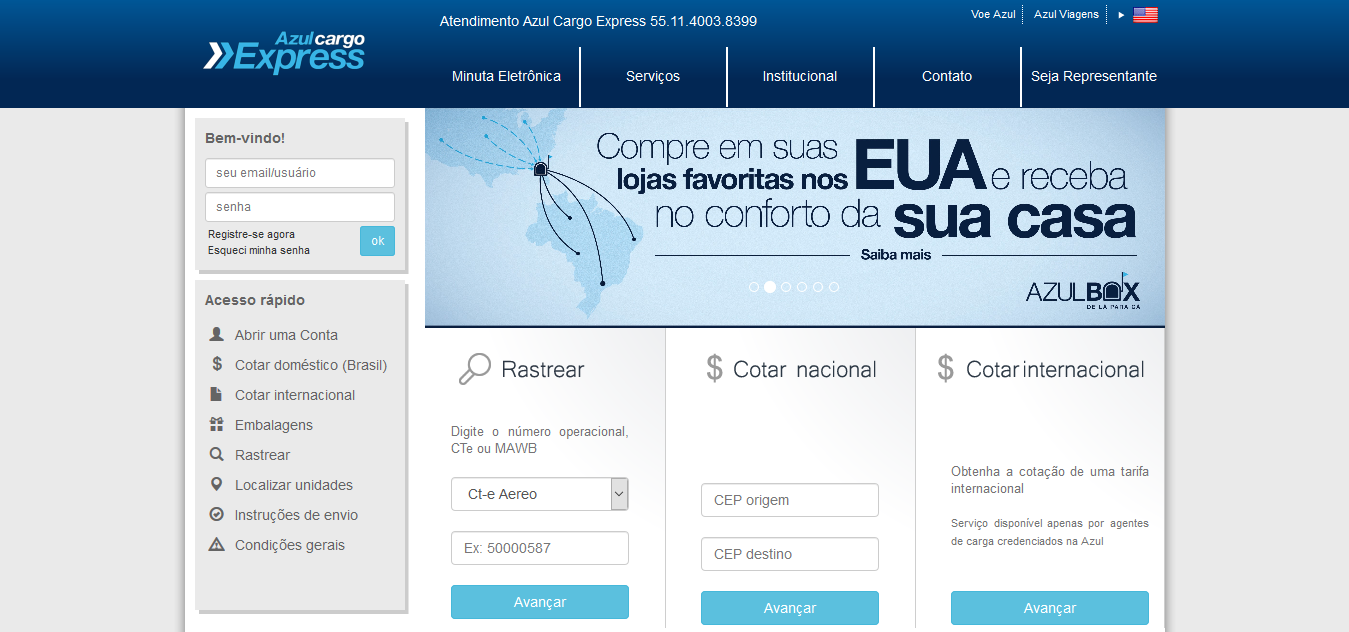 Atendimento Azul Cargo Express 55.11.4003.8399
Voe Azul
Azul Viagens
Azul cargo
Express
Minuta Eletrônica
Serviços
Institucional
Contato
Seja Representante
Bem-vindo!
seu email/usuário
senha
Registre-se agora
Esqueci minha senha
ok
Acesso rápido
Abrir uma Conta
Cotar doméstico (Brasil)
Cotar internacional
Embalagens
Rastrear
Localizar unidades
Instruções de envio
Condições gerais
Compre em suas
lojas favoritas nos EUA e receba
no conforto da sua casa
Saiba mais
AZULBOX
DE LÁ PARA CÁ
Rastrear
Digite o número operacional,
CTe ou MAWB
Ct-e Aereo
Ex: 50000587
Avançar
$ Cotar nacional
CEP origem
CEP destino
Avançar
$ Cotar internacional
Obtenha a cotação de uma tarifa
internacional
Serviço disponível apenas por agentes
de carga credenciados na Azul
Avançar